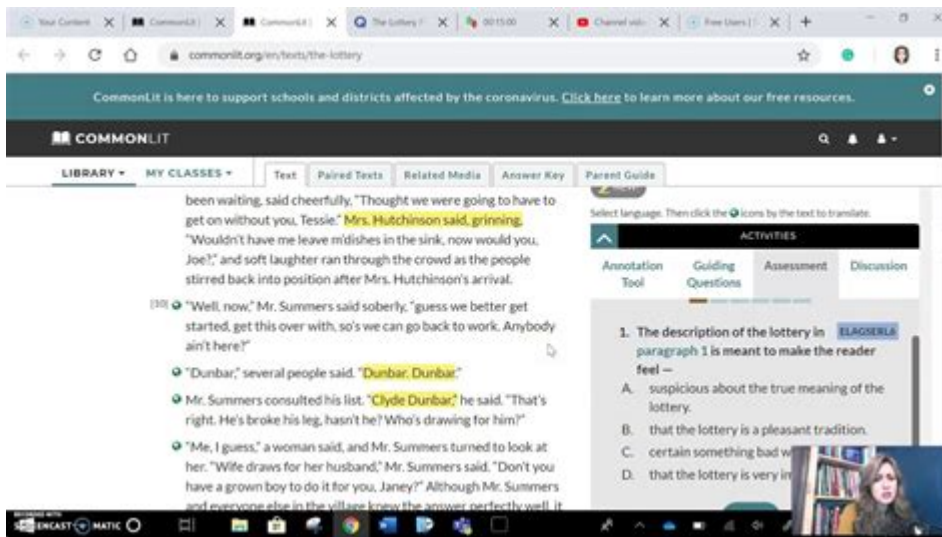 Your Content
CommonLit |
CommonLit |
The Lottery F
00:15:00
Channel vide
Free Users |
commonlit.org/en/texts/the-lottery
CommonLit is here to support schools and districts affected by the coronavirus. Click here to learn more about our free resources.
COMMONLIT
LIBRARY MY CLASSES Text Paired Texts Related Media Answer Key Parent Guide
been waiting, said cheerfully, "Thought we were going to have to
get on without you, Tessie." Mrs. Hutchinson said, grinning,
"Wouldn't have me leave m'dishes in the sink, now would you,
Joe?," and soft laughter ran through the crowd as the people
stirred back into position after Mrs. Hutchinson's arrival.
[10] "Well, now," Mr. Summers said soberly, "guess we better get
started, get this over with, so's we can go back to work. Anybody
ain't here?"
"Dunbar," several people said. "Dunbar, Dunbar."
Mr. Summers consulted his list. "Clyde Dunbar," he said. "That's
right. He's broke his leg, hasn't he? Who's drawing for him?"
"Me, I guess," a woman said, and Mr. Summers turned to look at
her. "Wife draws for her husband," Mr. Summers said. "Don't you
have a grown boy to do it for you, Janey?" Although Mr. Summers
and everyone else in the village knew the answer perfectly well, it
Select language. Then click the icons by the text to translate.
ACTIVITIES
Annotation Tool
Guiding Questions
Assessment
Discussion
1. The description of the lottery in
ELAGSERL6
paragraph 1 is meant to make the reader
feel —
A. suspicious about the true meaning of the
lottery.
B. that the lottery is a pleasant tradition.
C. certain something bad
D. that the lottery is very
RECORDED WITH
SCREENCAST MATIC